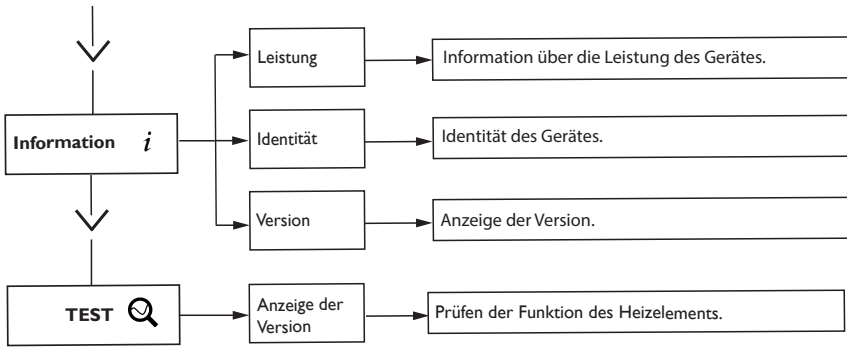 Leistung
Information über die Leistung des Gerätes.
Information i
Identität
Identität des Gerätes.
Version
Anzeige der Version.
TEST
Anzeige der
Version
Prüfen der Funktion des Heizelements.